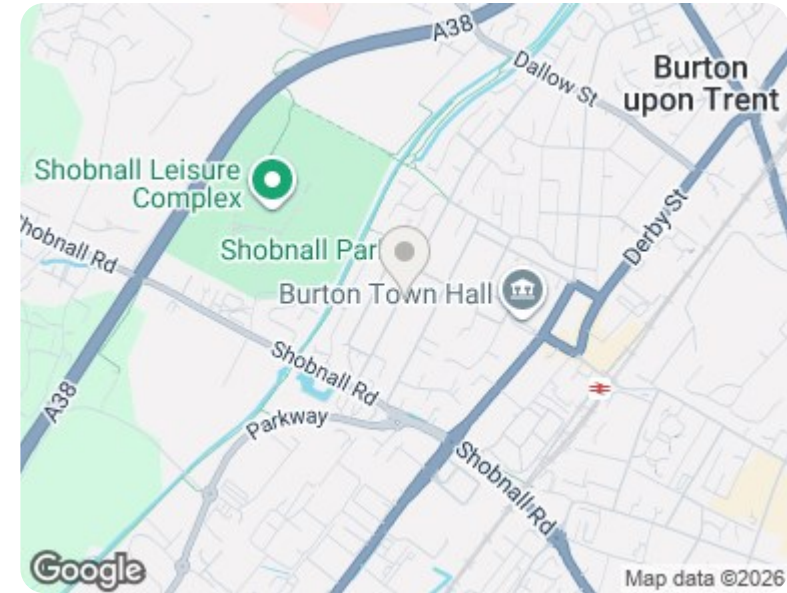 A38
Dallow St
Burton
upon Trent
Shobnall Leisure
Complex
Shobnall Rd
Derby St
Shobnall Par
Burton Town Hall
Shobnall Rd
A38
Parkway
Shobnall Rd
Google
Map data ©2026